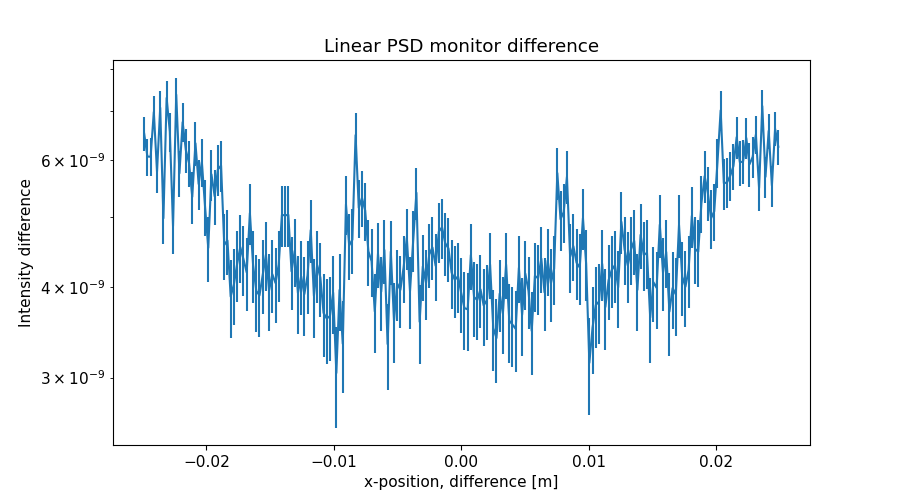 Linear PSD monitor difference
Intensity difference
6 × 10⁻⁹
4 × 10⁻⁹
3 × 10⁻⁹
−0.02 −0.01 0.00 0.01 0.02
x-position, difference [m]